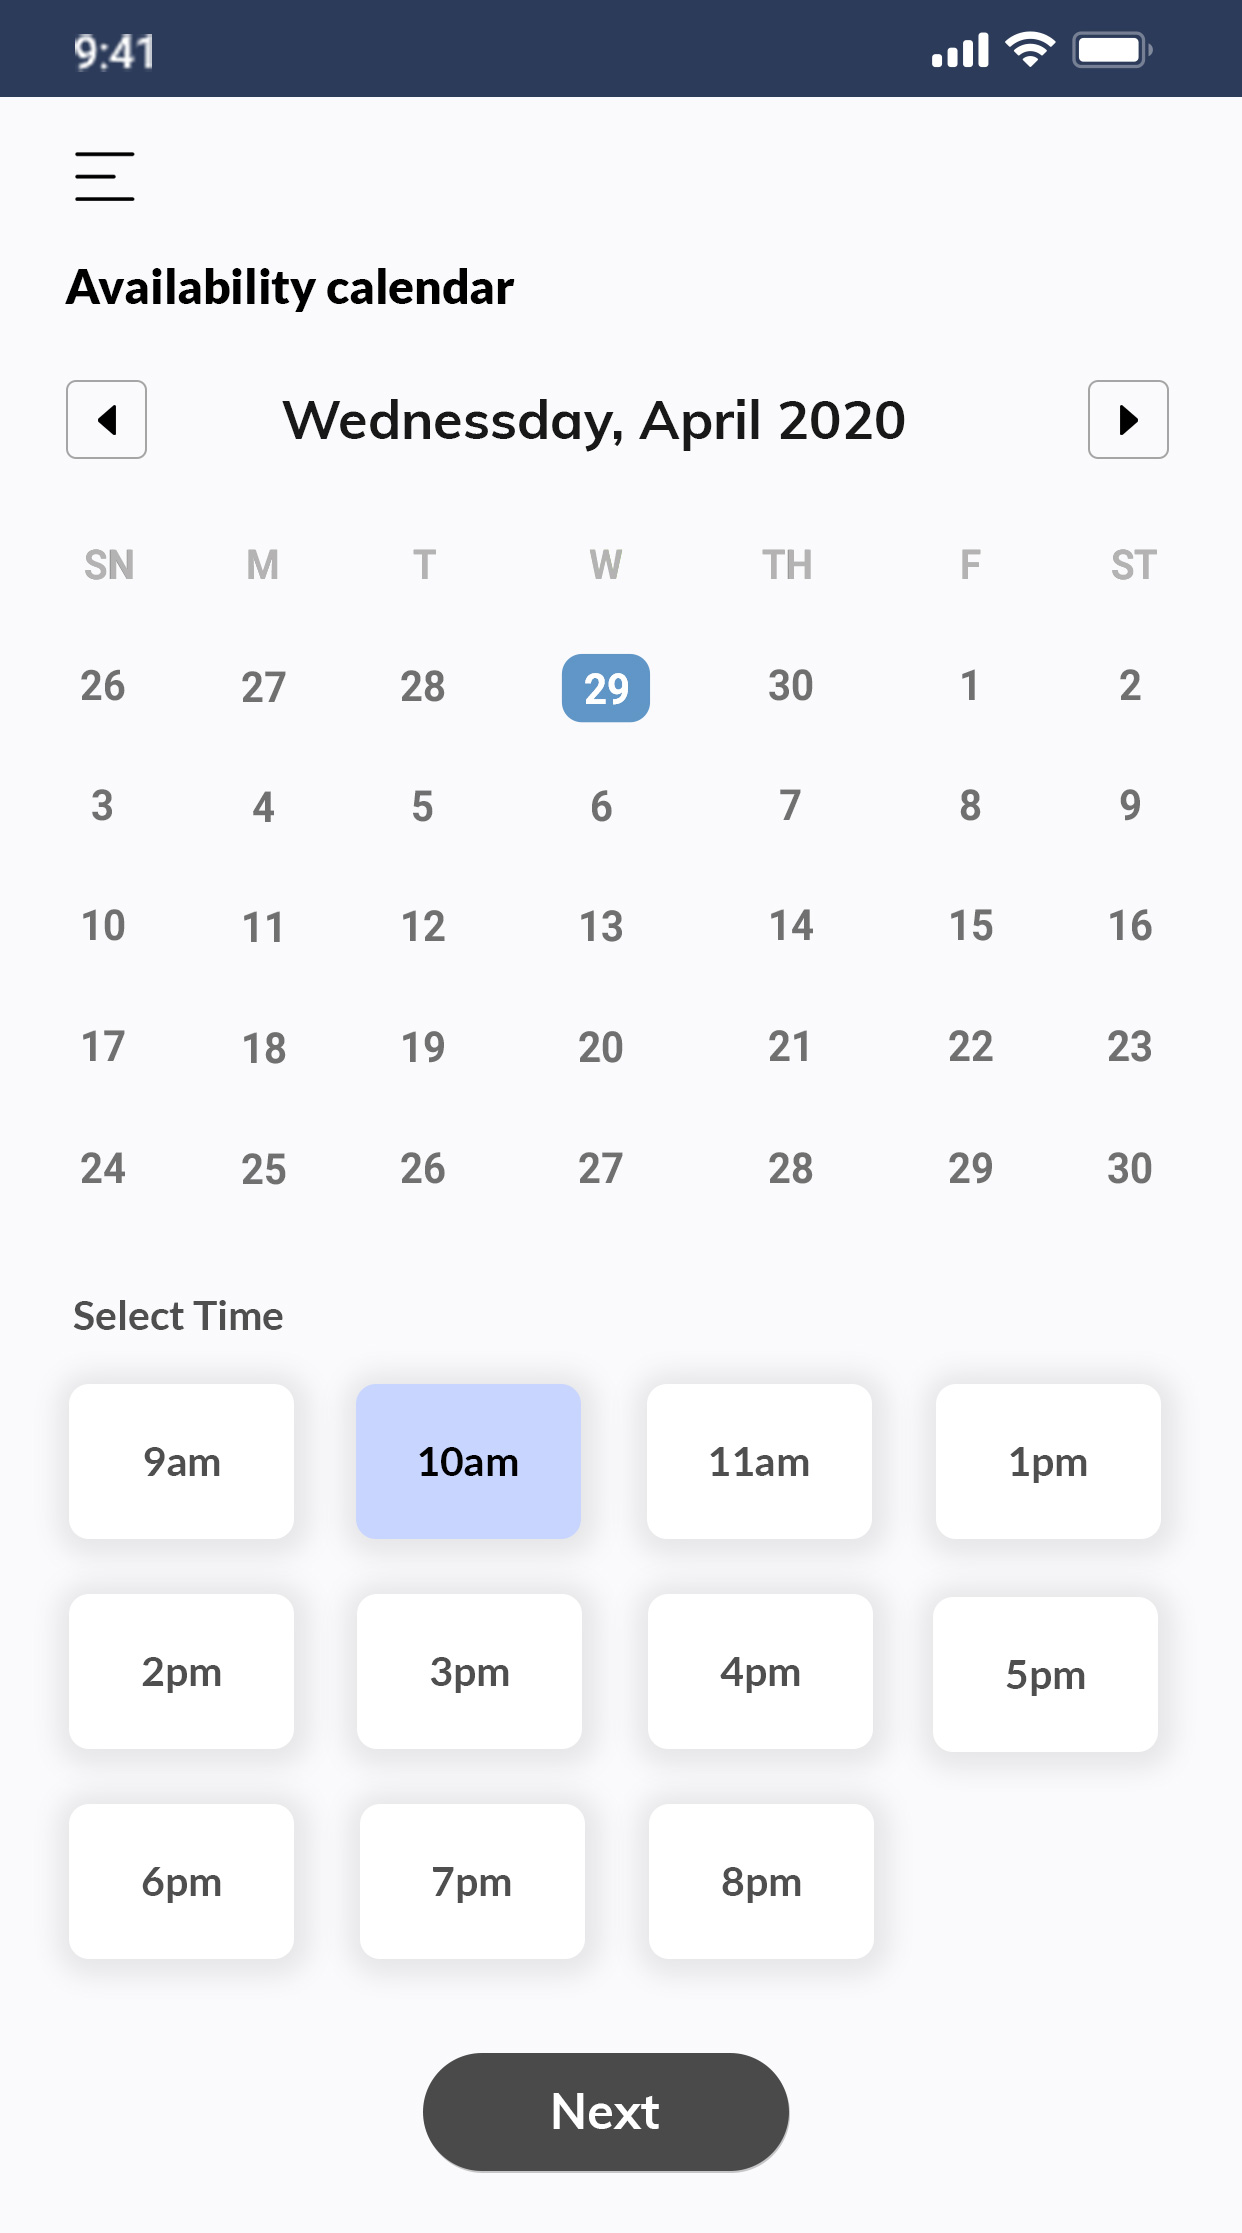 9:41
Availability calendar
Wednessday, April 2020
SN M T W TH F ST
26 27 28 29 30 1 2
3 4 5 6 7 8 9
10 11 12 13 14 15 16
17 18 19 20 21 22 23
24 25 26 27 28 29 30
Select Time
9am 10am 11am 1pm
2pm 3pm 4pm 5pm
6pm 7pm 8pm
Next